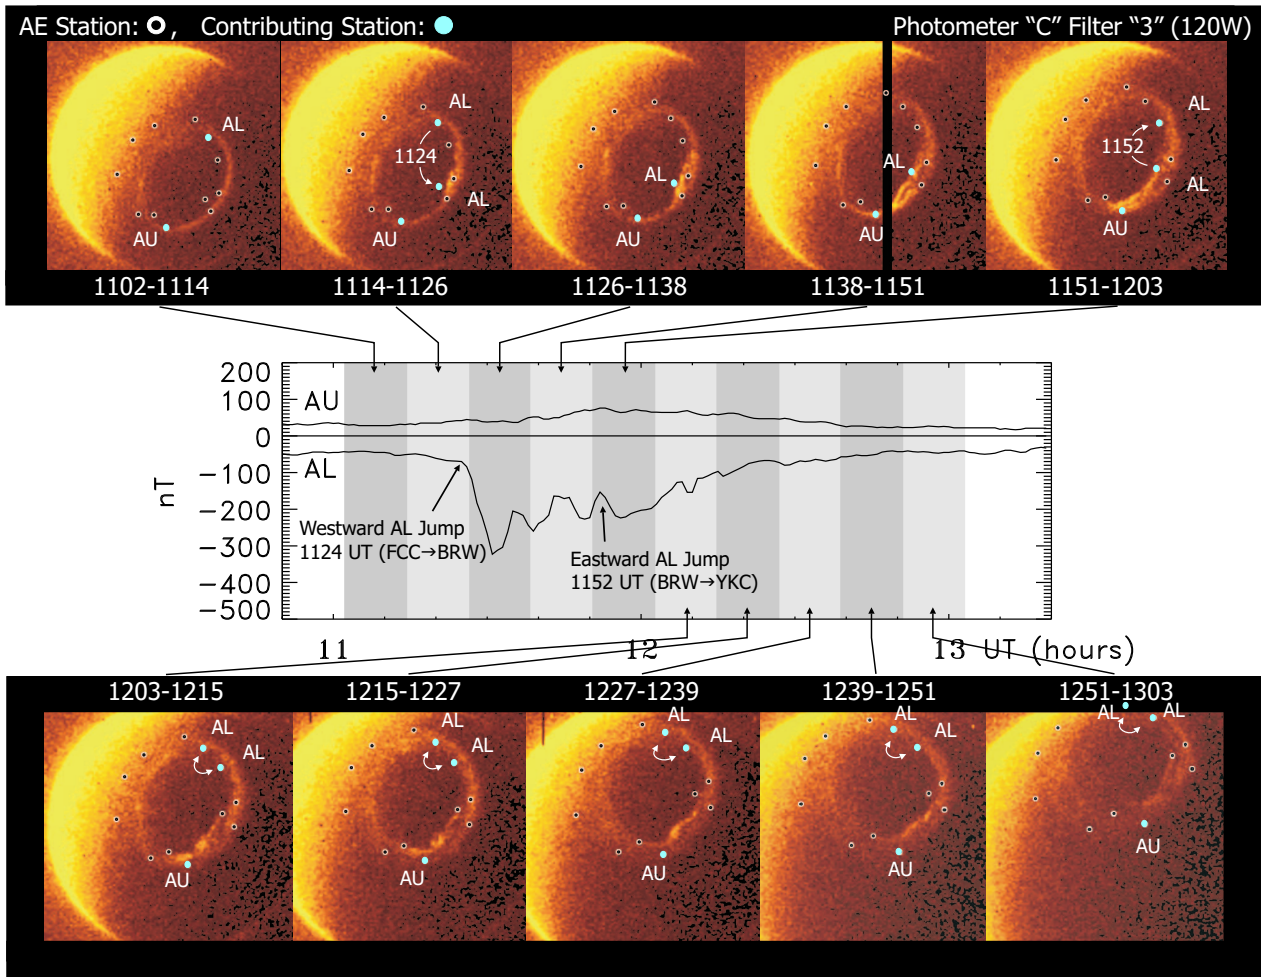 AE Station: , Contributing Station:
Photometer “C” Filter “3” (120W)
AL
AU
1124
AL
AL
AU
AL
AU
AL
AU
1152
AL
AL
AU
1102-1114
1114-1126
1126-1138
1138-1151
1151-1203
200
100
0
−100
−200
−300
−400
−500
nT
AU
AL
Westward AL Jump
1124 UT (FCC→BRW)
Eastward AL Jump
1152 UT (BRW→YKC)
11
12
13
UT (hours)
1203-1215
1215-1227
1227-1239
1239-1251
1251-1303
AL
AL
AU
AL
AL
AU
AL
AL
AU
AL
AL
AU
AL
AL
AU